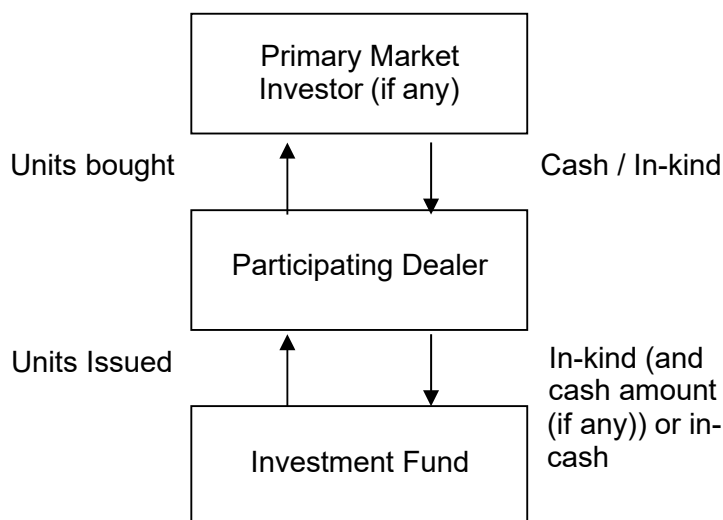 Primary Market
Investor (if any)
Units bought
Cash / In-kind
Participating Dealer
Units Issued
In-kind (and
cash amount
(if any)) or in-
cash
Investment Fund